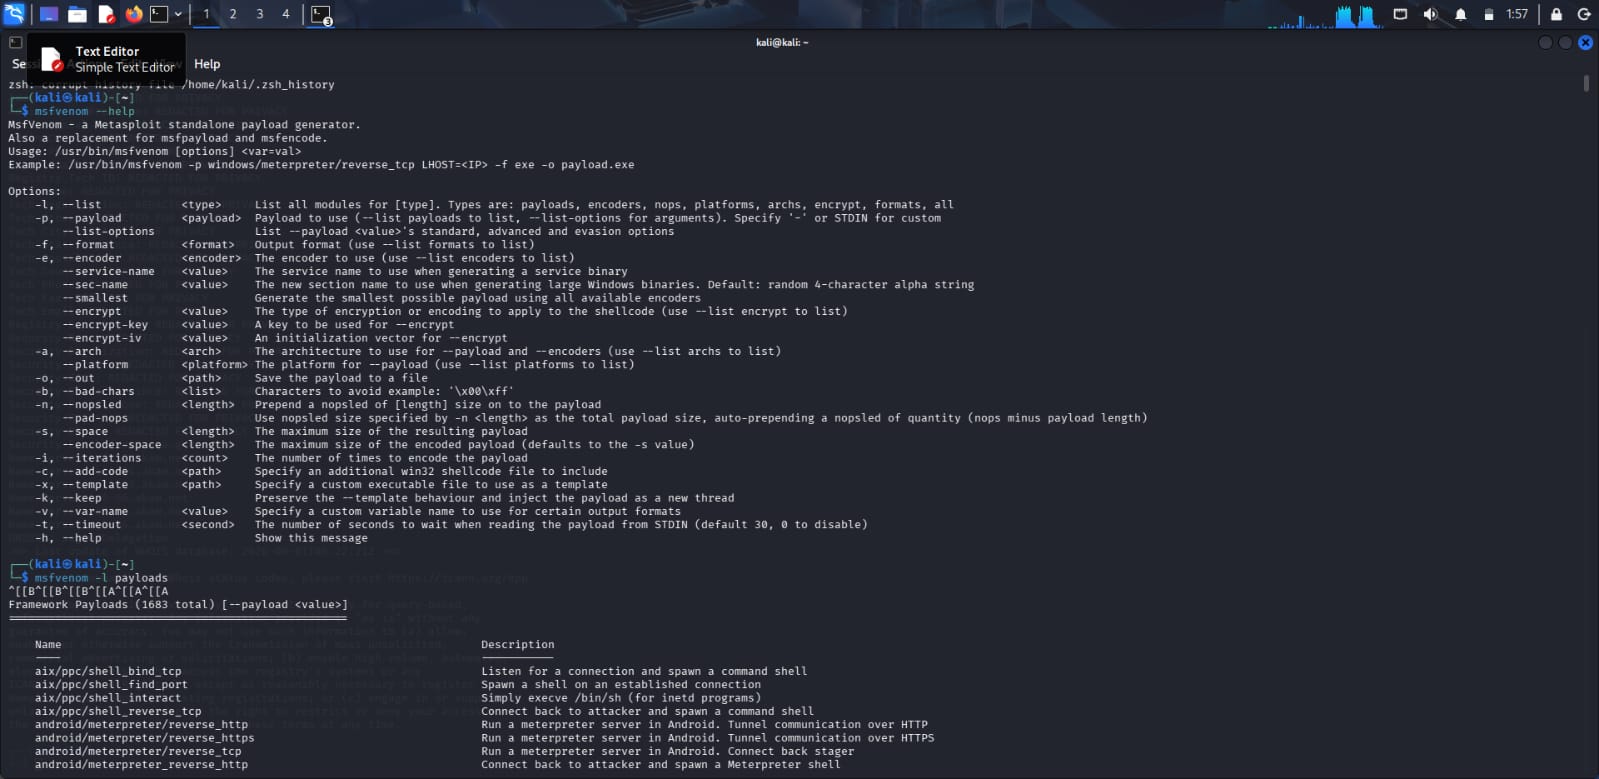 1 2 3 4 3 1:57
kali@kali: ~
Text Editor
Simple Text Editor
Help
zsh: corrupt history file /home/kali/.zsh_history
┌──(kali㉿kali)-[~]
└─$ msfvenom --help
MsfVenom - a Metasploit standalone payload generator.
Also a replacement for msfpayload and msfencode.
Usage: /usr/bin/msfvenom [options] <var=val>
Example: /usr/bin/msfvenom -p windows/meterpreter/reverse_tcp LHOST=<IP> -f exe -o payload.exe
Options:
-l, --list <type> List all modules for [type]. Types are: payloads, encoders, nops, platforms, archs, encrypt, formats, all
-p, --payload <payload> Payload to use (--list payloads to list, --list-options for arguments). Specify '-' or STDIN for custom
--list-options List --payload <value>'s standard, advanced and evasion options
-f, --format <format> Output format (use --list formats to list)
-e, --encoder <encoder> The encoder to use (use --list encoders to list)
--service-name <value> The service name to use when generating a service binary
--sec-name <value> The new section name to use when generating large Windows binaries. Default: random 4-character alpha string
--smallest Generate the smallest possible payload using all available encoders
--encrypt <value> The type of encryption or encoding to apply to the shellcode (use --list encrypt to list)
--encrypt-key <value> A key to be used for --encrypt
--encrypt-iv <value> An initialization vector for --encrypt
-a, --arch <arch> The architecture to use for --payload and --encoders (use --list archs to list)
--platform <platform> The platform for --payload (use --list platforms to list)
-o, --out <path> Save the payload to a file
-b, --bad-chars <list> Characters to avoid example: '\x00\xff'
-n, --nopsled <length> Prepend a nopsled of [length] size on to the payload
--pad-nops Use nopsled size specified by -n <length> as the total payload size, auto-prepending a nopsled of quantity (nops minus payload length)
-s, --space <length> The maximum size of the resulting payload
--encoder-space <length> The maximum size of the encoded payload (defaults to the -s value)
-i, --iterations <count> The number of times to encode the payload
-c, --add-code <path> Specify an additional win32 shellcode file to include
-x, --template <path> Specify a custom executable file to use as a template
-k, --keep Preserve the --template behaviour and inject the payload as a new thread
-v, --var-name <value> Specify a custom variable name to use for certain output formats
-t, --timeout <second> The number of seconds to wait when reading the payload from STDIN (default 30, 0 to disable)
-h, --help Show this message
┌──(kali㉿kali)-[~]
└─$ msfvenom -l payloads
^[[B^[[B^[[B^[[A^[[A^[[A
Framework Payloads (1683 total) [--payload <value>]
===================================================
Name Description
---- -----------
aix/ppc/shell_bind_tcp Listen for a connection and spawn a command shell
aix/ppc/shell_find_port Spawn a shell on an established connection
aix/ppc/shell_interact Simply execve /bin/sh (for inetd programs)
aix/ppc/shell_reverse_tcp Connect back to attacker and spawn a command shell
android/meterpreter/reverse_http Run a meterpreter server in Android. Tunnel communication over HTTP
android/meterpreter/reverse_https Run a meterpreter server in Android. Tunnel communication over HTTPS
android/meterpreter/reverse_tcp Run a meterpreter server in Android. Connect back stager
android/meterpreter_reverse_http Connect back to attacker and spawn a Meterpreter shell